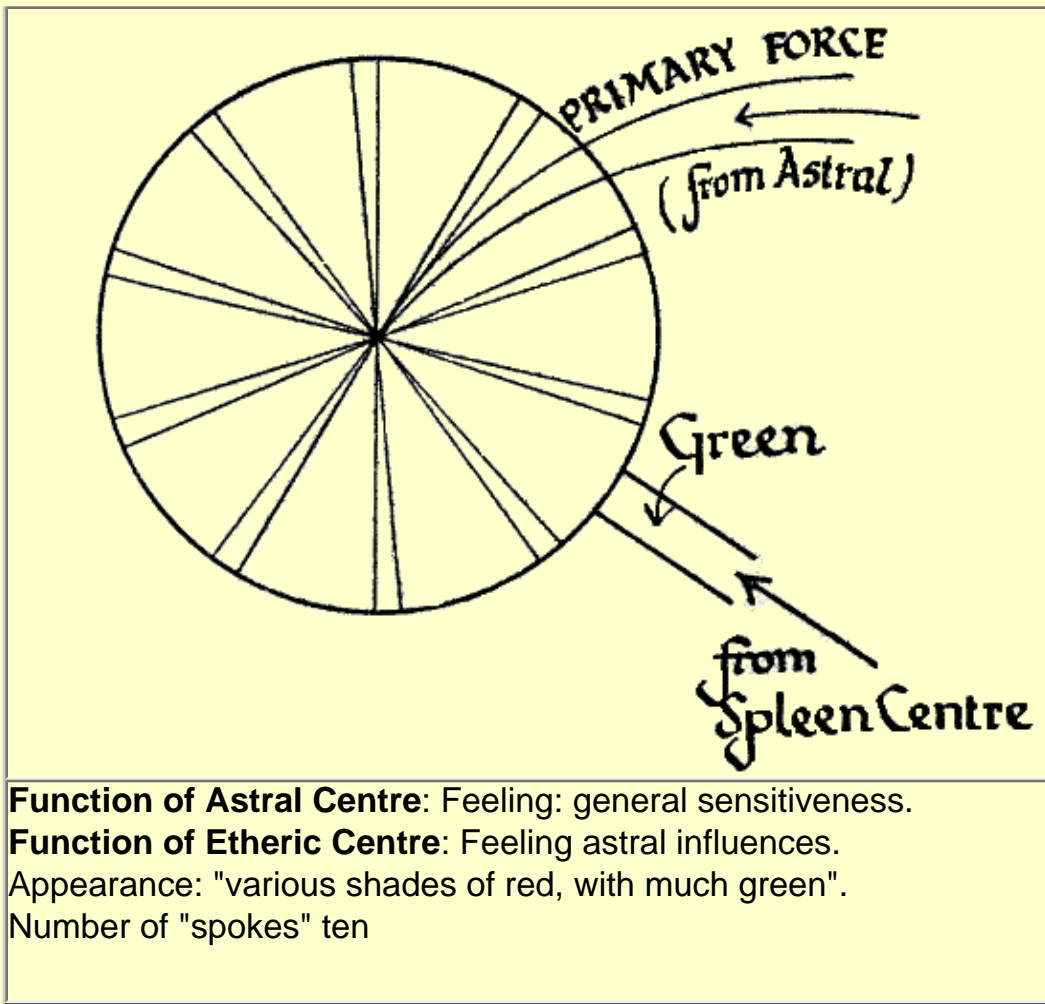 PRIMARY FORCE
(from Astral)
Green
from
Spleen Centre
Function of Astral Centre: Feeling: general sensitiveness.
Function of Etheric Centre: Feeling astral influences.
Appearance: "various shades of red, with much green".
Number of "spokes" ten